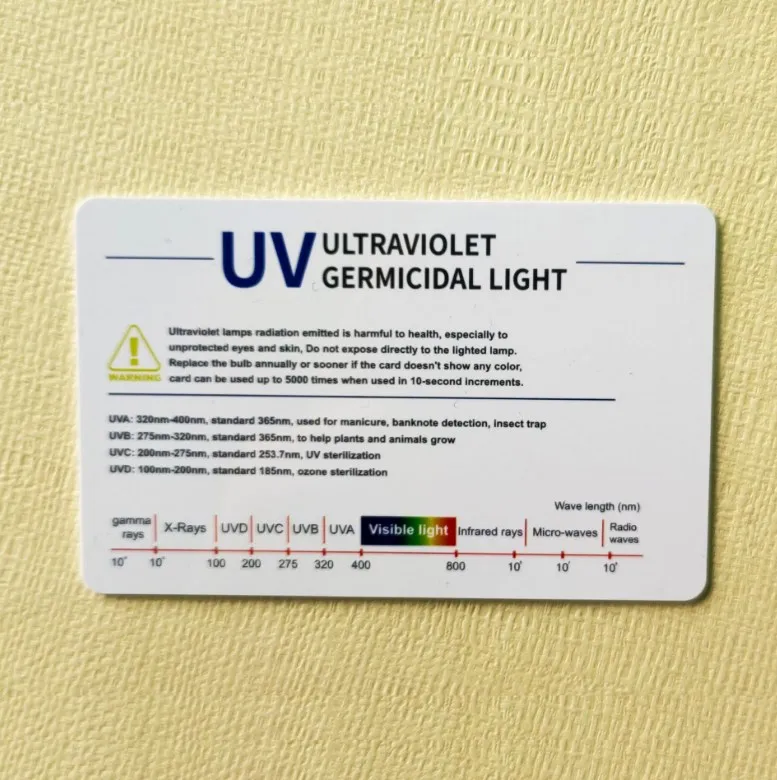 UV ULTRAVIOLET
GERMICIDAL LIGHT
Ultraviolet lamps radiation emitted is harmful to health, especially to
unprotected eyes and skin, Do not expose directly to the lighted lamp.
Replace the bulb annually or sooner if the card doesn't show any color,
card can be used up to 5000 times when used in 10-second increments.
WARNING
UVA: 320nm-400nm, standard 365nm, used for manicure, banknote detection, insect trap
UVB: 275nm-320nm, standard 365nm, to help plants and animals grow
UVC: 200nm-275nm, standard 253.7nm, UV sterilization
UVD: 100nm-200nm, standard 185nm, ozone sterilization
Wave length (nm)
gamma rays X-Rays UVD UVC UVB UVA Visible light Infrared rays Micro-waves Radio waves
10 10 100 200 275 320 400 800 10 10 10